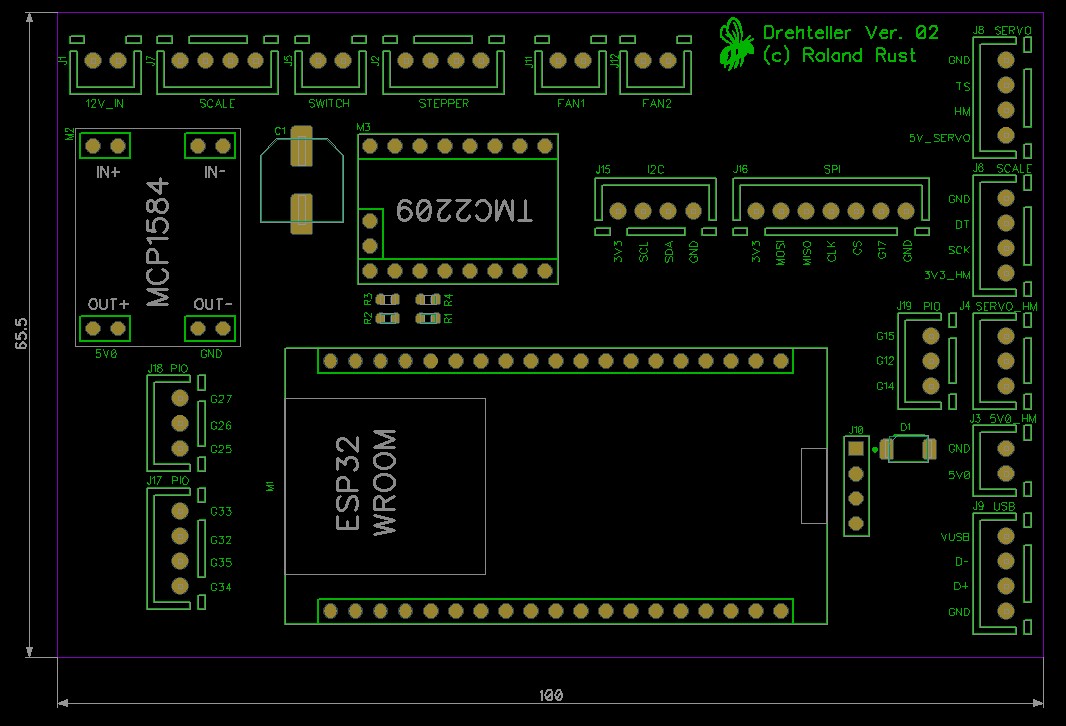 Drehteller Ver. 02
(c) Roland Rust
J1
12V_IN
J7
SCALE
J5
SWITCH
J2
STEPPER
J11
FAN1
J12
FAN2
J8 SERVO
GND
TS
HM
5V_SERVO
M2
IN+
IN-
MCP1584
OUT+
OUT-
5V0
GND
C1
M3
TMC2209
R3
R4
R2
R1
J15
I2C
3V3
SCL
SDA
GND
J16
SPI
3V3
MOSI
MISO
CLK
CS
G17
GND
J6 SCALE
GND
DT
SCK
3V3_HM
J19 PIO
G15
G12
G14
J4 SERVO_HM
J18 PIO
G27
G26
G25
J17 PIO
G33
G32
G35
G34
M1
ESP32
WROOM
J10
D1
J3 5V0_HM
GND
5V0
J9 USB
VUSB
D-
D+
GND
65.5
100